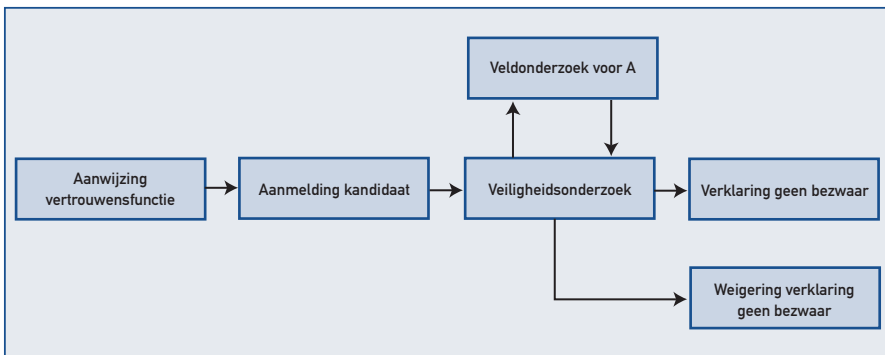 Veldonderzoek voor A
Aanwijzing
vertrouwensfunctie
Aanmelding kandidaat
Veiligheidsonderzoek
Verklaring geen bezwaar
Weigering verklaring
geen bezwaar